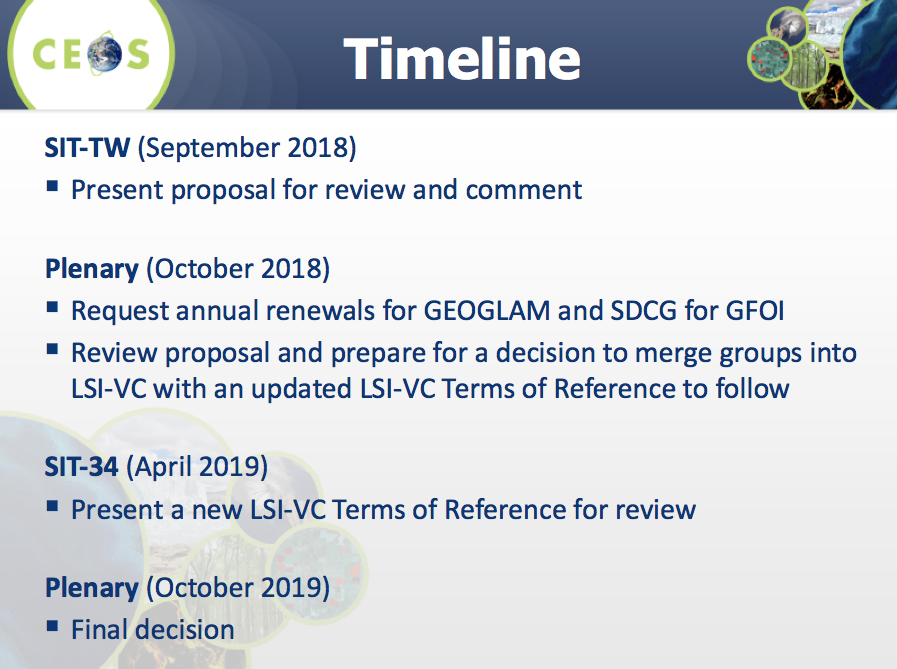 CEOS
Timeline
SIT-TW (September 2018)
▪ Present proposal for review and comment
Plenary (October 2018)
▪ Request annual renewals for GEOGLAM and SDCG for GFOI
▪ Review proposal and prepare for a decision to merge groups into
LSI-VC with an updated LSI-VC Terms of Reference to follow
SIT-34 (April 2019)
▪ Present a new LSI-VC Terms of Reference for review
Plenary (October 2019)
▪ Final decision